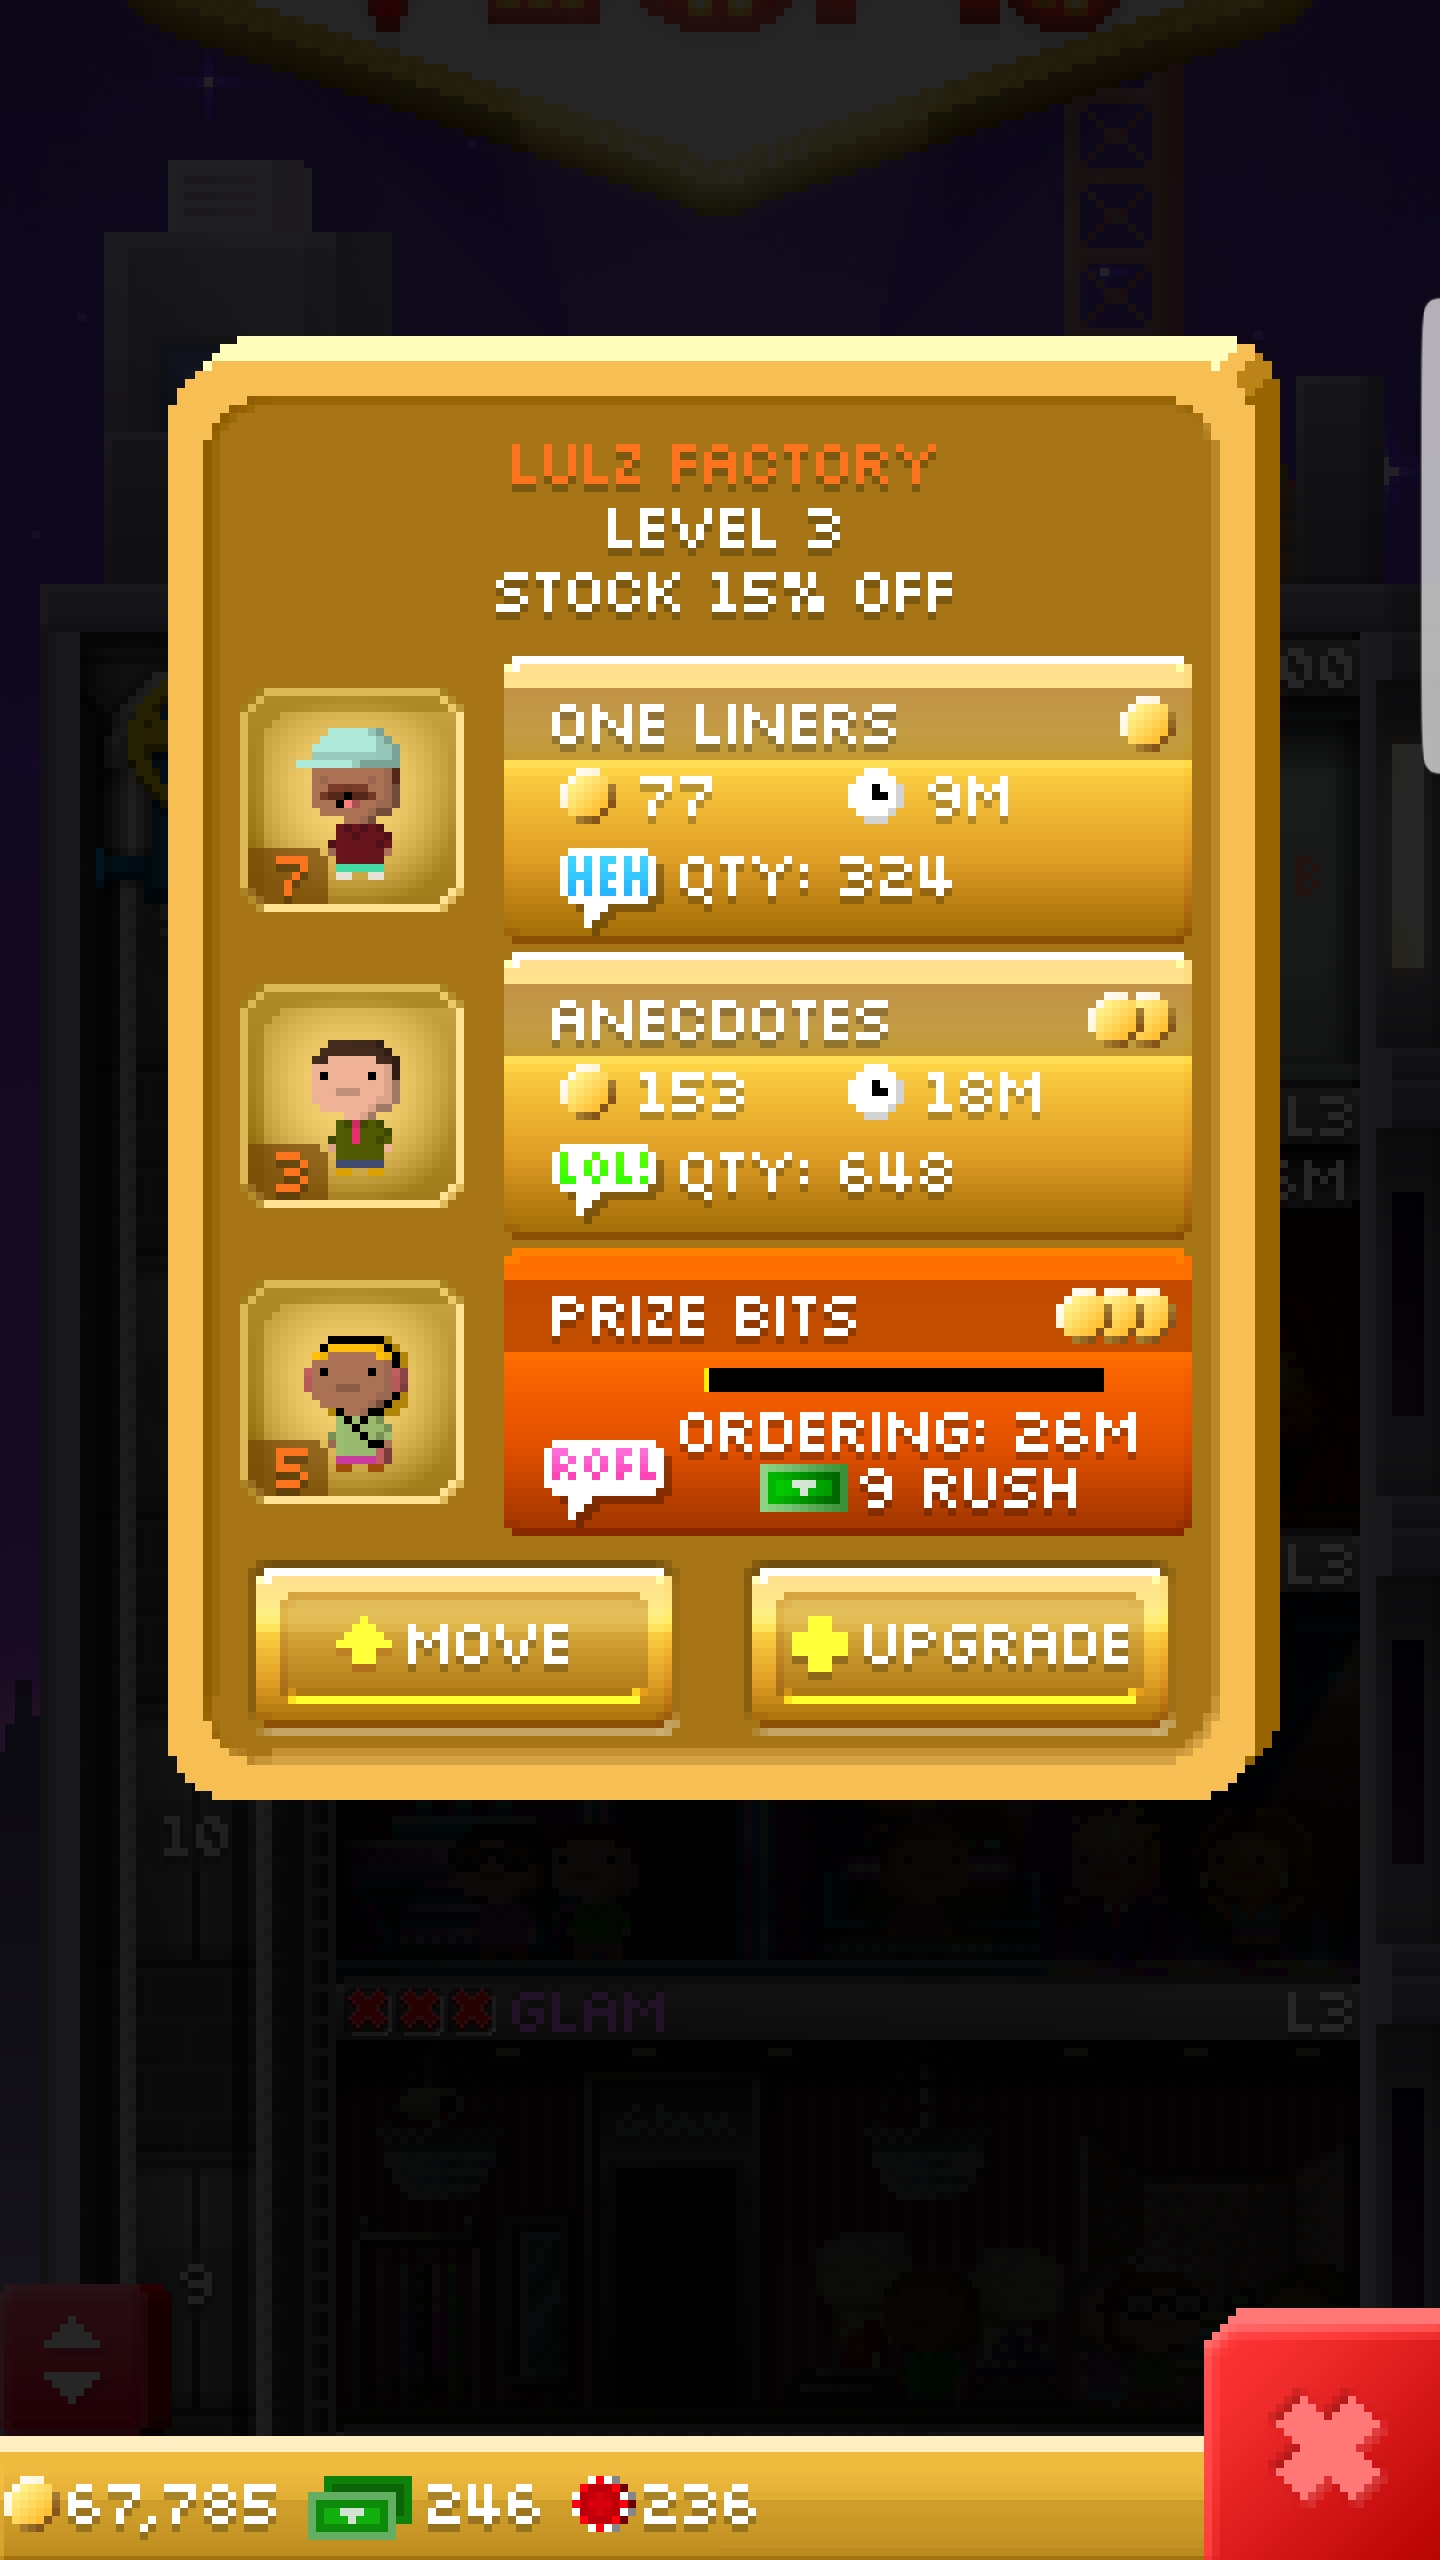 LULZ FACTORY
LEVEL 3
STOCK 15% OFF
7
ONE LINERS
77 9M
HEH QTY: 324
3
ANECDOTES
153 18M
LOL! QTY: 648
5
PRIZE BITS
ORDERING: 26M
ROFL
9 RUSH
MOVE UPGRADE
L3
L3
10
GLAM L3
9
67,785 246 236